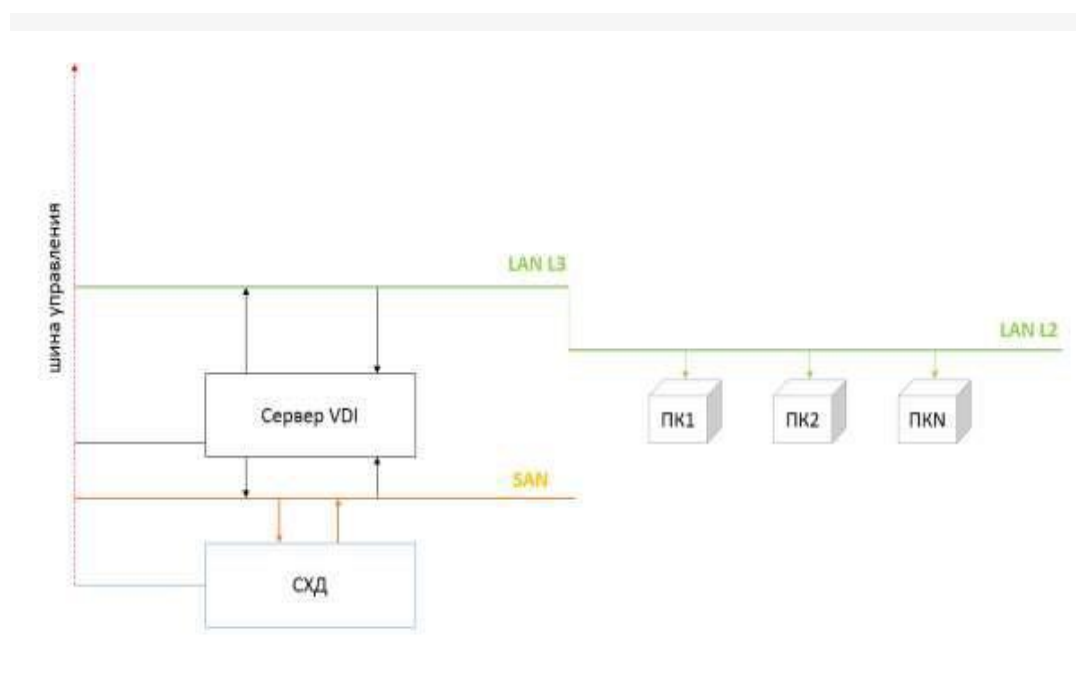 шина управления
LAN L3
LAN L2
Сервер VDI
ПК1
ПК2
ПКN
SAN
СХД